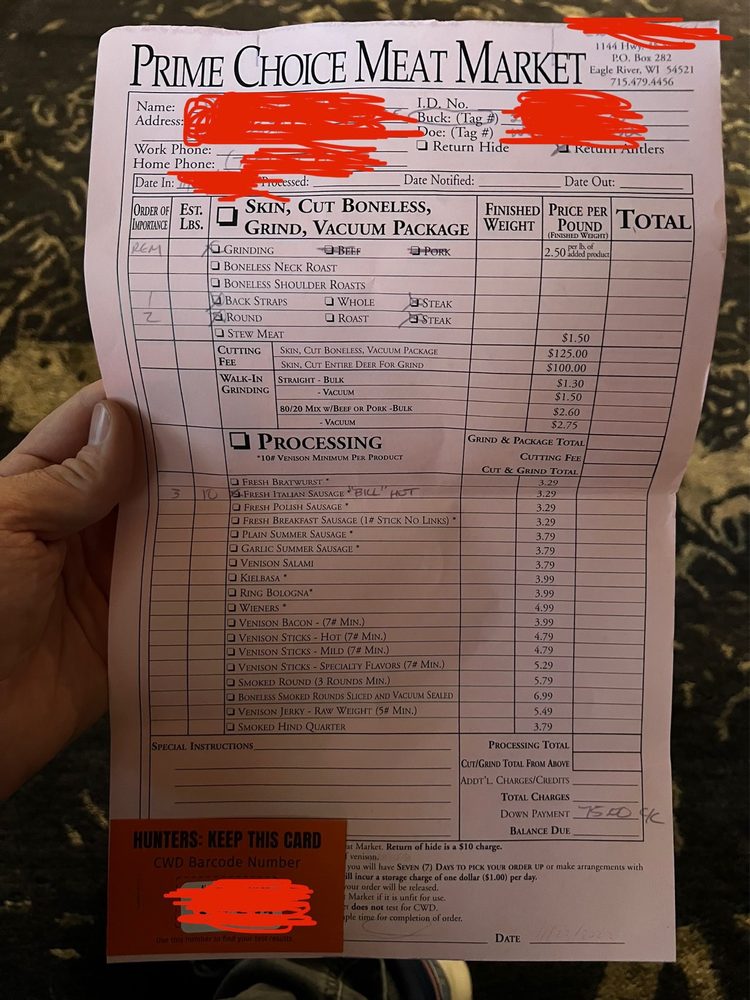 PRIME CHOICE MEAT MARKET
1144 Hwy.
P.O. Box 282
Eagle River, WI 54521
715.479.4456
Name:
Address:
Work Phone:
Home Phone: (
I.D. No.
Buck: (Tag #)
Doe: (Tag #)
❑ Return Hide ❑ Return Antlers
Date In: Processed: Date Notified: Date Out:
ORDER OF IMPORTANCE EST. LBS. ❑ SKIN, CUT BONELESS, GRIND, VACUUM PACKAGE FINISHED WEIGHT PRICE PER POUND (FINISHED WEIGHT) TOTAL
REM ❑ GRINDING ❑ BEEF ❑ PORK 2.50 per lb. of added product
❑ BONELESS NECK ROAST
❑ BONELESS SHOULDER ROASTS
1 ❑ BACK STRAPS ❑ WHOLE ❑ STEAK
2 ❑ ROUND ❑ ROAST ❑ STEAK
❑ STEW MEAT $1.50
CUTTING FEE SKIN, CUT BONELESS, VACUUM PACKAGE $125.00
SKIN, CUT ENTIRE DEER FOR GRIND $100.00
WALK-IN GRINDING STRAIGHT - BULK $1.30
- VACUUM $1.50
80/20 MIX W/BEEF OR PORK -BULK $2.60
- VACUUM $2.75
❑ PROCESSING
*10# VENISON MINIMUM PER PRODUCT
GRIND & PACKAGE TOTAL
CUTTING FEE
CUT & GRIND TOTAL
❑ FRESH BRATWURST * 3.29
3 10 ❑ FRESH ITALIAN SAUSAGE * "BILL" HOT 3.29
❑ FRESH POLISH SAUSAGE * 3.29
❑ FRESH BREAKFAST SAUSAGE (1# STICK NO LINKS) * 3.29
❑ PLAIN SUMMER SAUSAGE * 3.79
❑ GARLIC SUMMER SAUSAGE * 3.79
❑ VENISON SALAMI 3.79
❑ KIELBASA * 3.99
❑ RING BOLOGNA* 3.99
❑ WIENERS * 4.99
❑ VENISON BACON - (7# MIN.) 3.99
❑ VENISON STICKS - HOT (7# MIN.) 4.79
❑ VENISON STICKS - MILD (7# MIN.) 4.79
❑ VENISON STICKS - SPECIALTY FLAVORS (7# MIN.) 5.29
❑ SMOKED ROUND (3 ROUNDS MIN.) 5.79
❑ BONELESS SMOKED ROUNDS SLICED AND VACUUM SEALED 6.99
❑ VENISON JERKY - RAW WEIGHT (5# MIN.) 5.49
❑ SMOKED HIND QUARTER 3.79
SPECIAL INSTRUCTIONS
PROCESSING TOTAL
CUT/GRIND TOTAL FROM ABOVE
ADDT'L. CHARGES/CREDITS
TOTAL CHARGES
DOWN PAYMENT 75.00 C/C
BALANCE DUE
at Market. Return of hide is a $10 charge.
venison.
you will have SEVEN (7) DAYS TO PICK YOUR ORDER UP or make arrangements with
ill incur a storage charge of one dollar ($1.00) per day.
your order will be released.
Market if it is unfit for use.
does not test for CWD.
ple time for completion of order.
DATE
HUNTERS: KEEP THIS CARD
CWD Barcode Number
Use this number to find your test results.